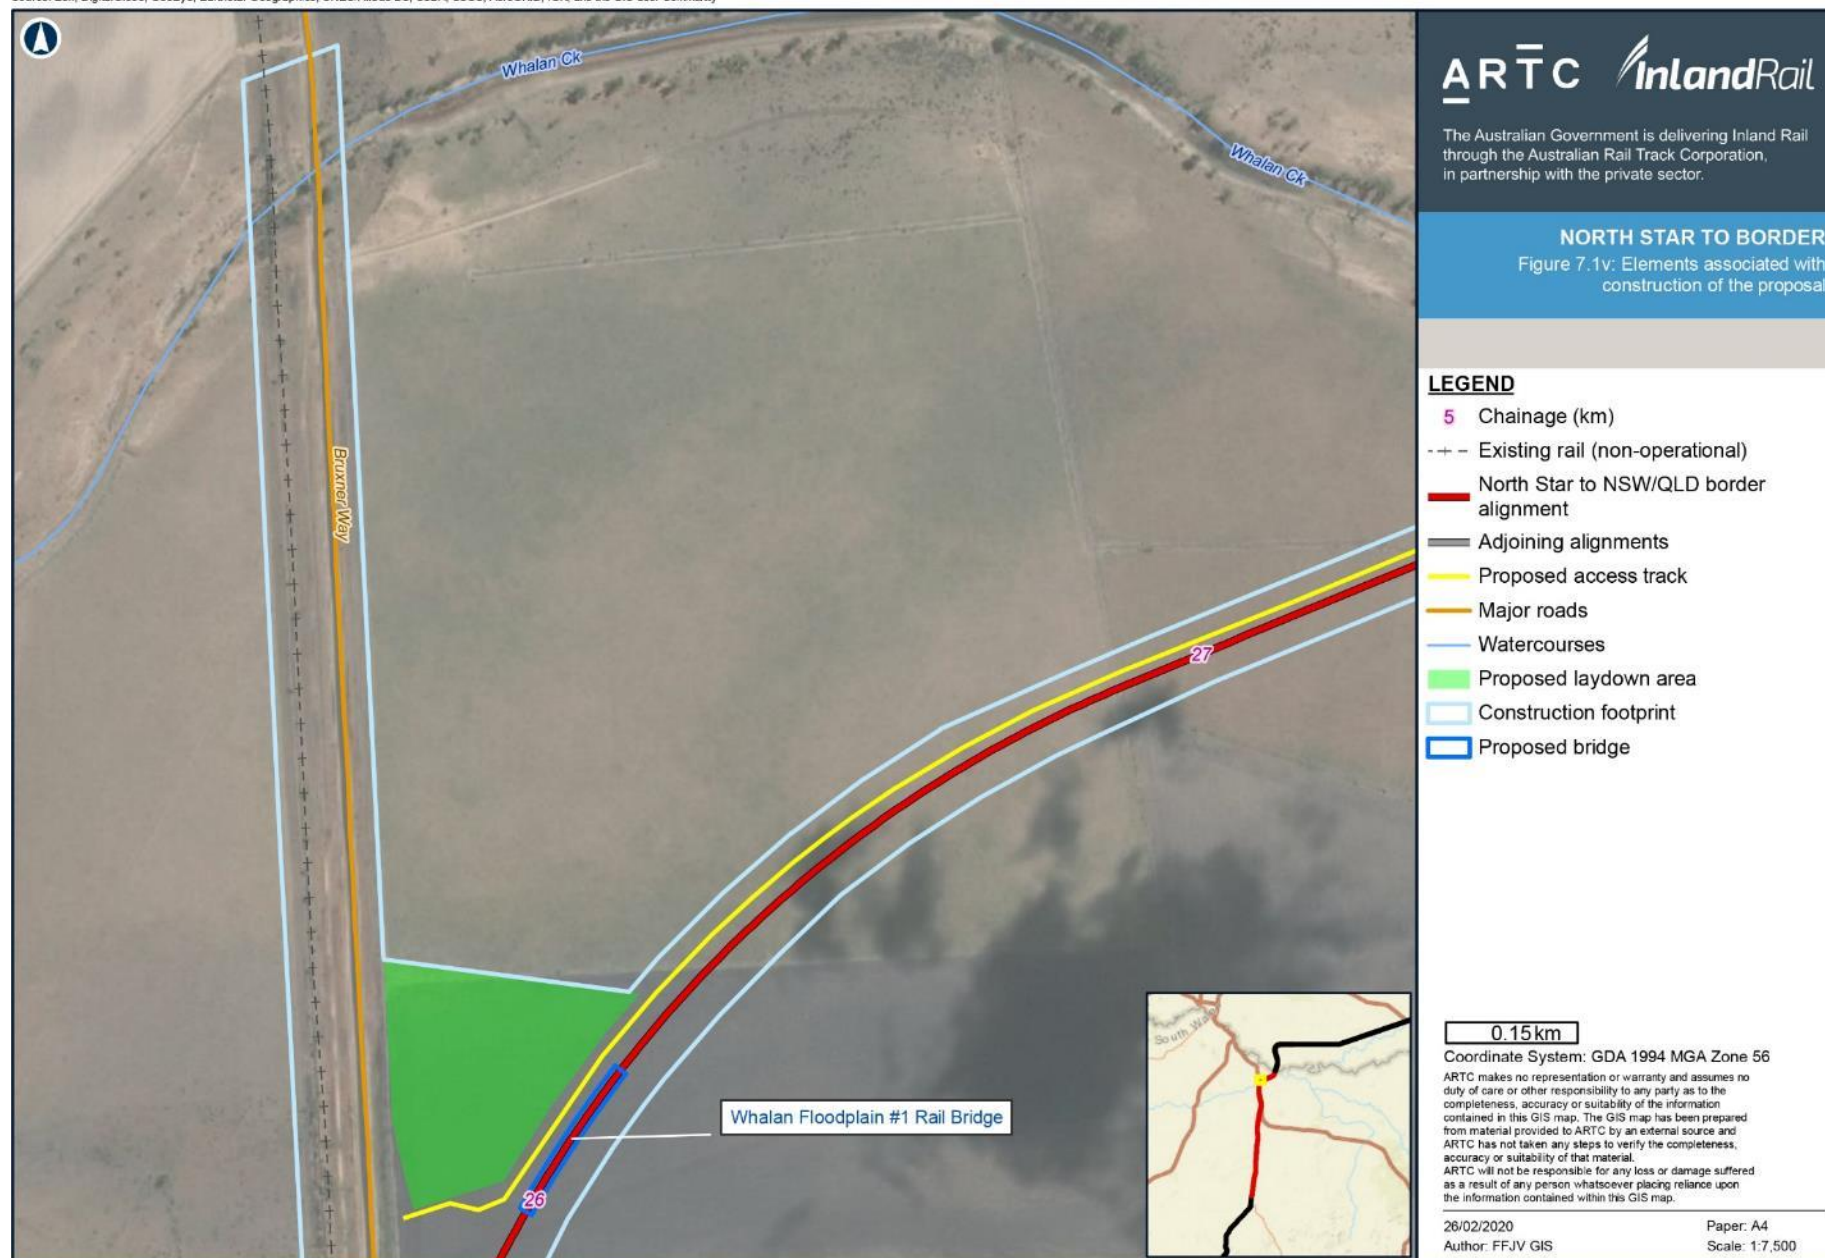 Whalan Ck
Whalan Ck
Bruxner Way
27
26
Whalan Floodplain #1 Rail Bridge
South Wale
ARTC InlandRail
The Australian Government is delivering Inland Rail
through the Australian Rail Track Corporation,
in partnership with the private sector.
NORTH STAR TO BORDER
Figure 7.1v: Elements associated with
construction of the proposal
LEGEND
5 Chainage (km)
Existing rail (non-operational)
North Star to NSW/QLD border
alignment
Adjoining alignments
Proposed access track
Major roads
Watercourses
Proposed laydown area
Construction footprint
Proposed bridge
0.15 km
Coordinate System: GDA 1994 MGA Zone 56
ARTC makes no representation or warranty and assumes no
duty of care or other responsibility to any party as to the
completeness, accuracy or suitability of the information
contained in this GIS map. The GIS map has been prepared
from material provided to ARTC by an external source and
ARTC has not taken any steps to verify the completeness,
accuracy or suitability of that material.
ARTC will not be responsible for any loss or damage suffered
as a result of any person whatsoever placing reliance upon
the information contained within this GIS map.
26/02/2020 Paper: A4
Author: FFJV GIS Scale: 1:7,500